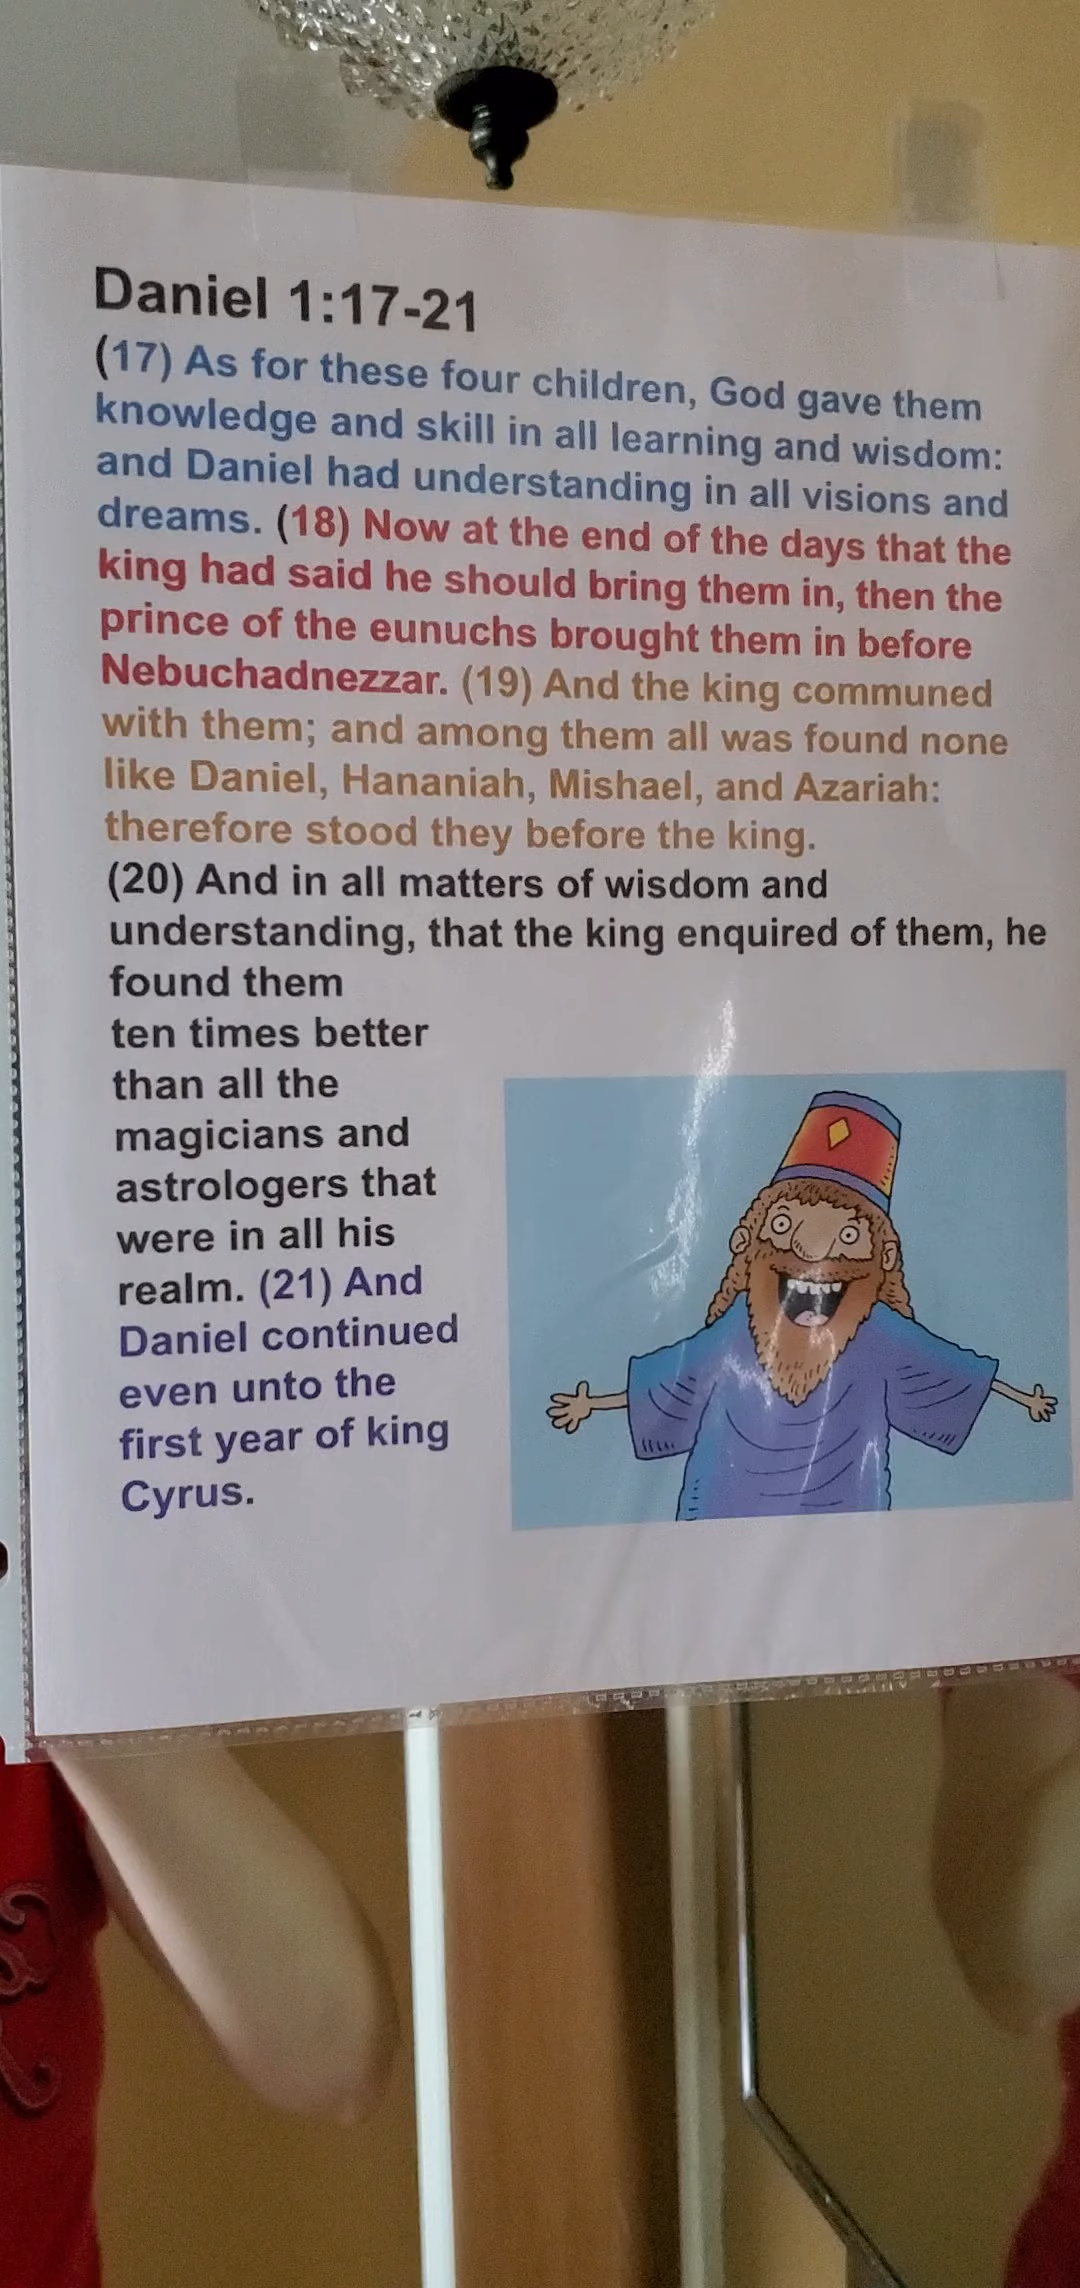 Daniel 1:17-21
(17) As for these four children, God gave them
knowledge and skill in all learning and wisdom:
and Daniel had understanding in all visions and
dreams. (18) Now at the end of the days that the
king had said he should bring them in, then the
prince of the eunuchs brought them in before
Nebuchadnezzar. (19) And the king communed
with them; and among them all was found none
like Daniel, Hananiah, Mishael, and Azariah:
therefore stood they before the king.
(20) And in all matters of wisdom and
understanding, that the king enquired of them, he
found them
ten times better
than all the
magicians and
astrologers that
were in all his
realm. (21) And
Daniel continued
even unto the
first year of king
Cyrus.